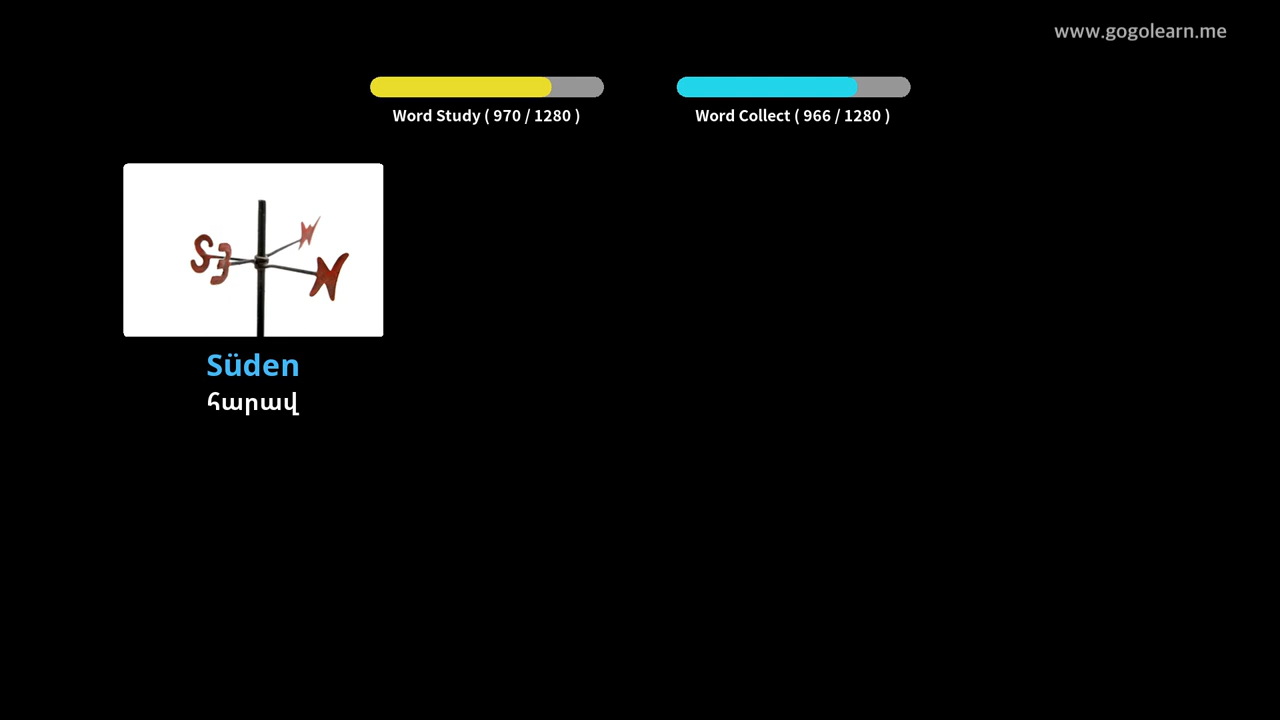 www.gogolearn.me
Word Study ( 970 / 1280 )
Word Collect ( 966 / 1280 )
S E N W
Süden
հարավ